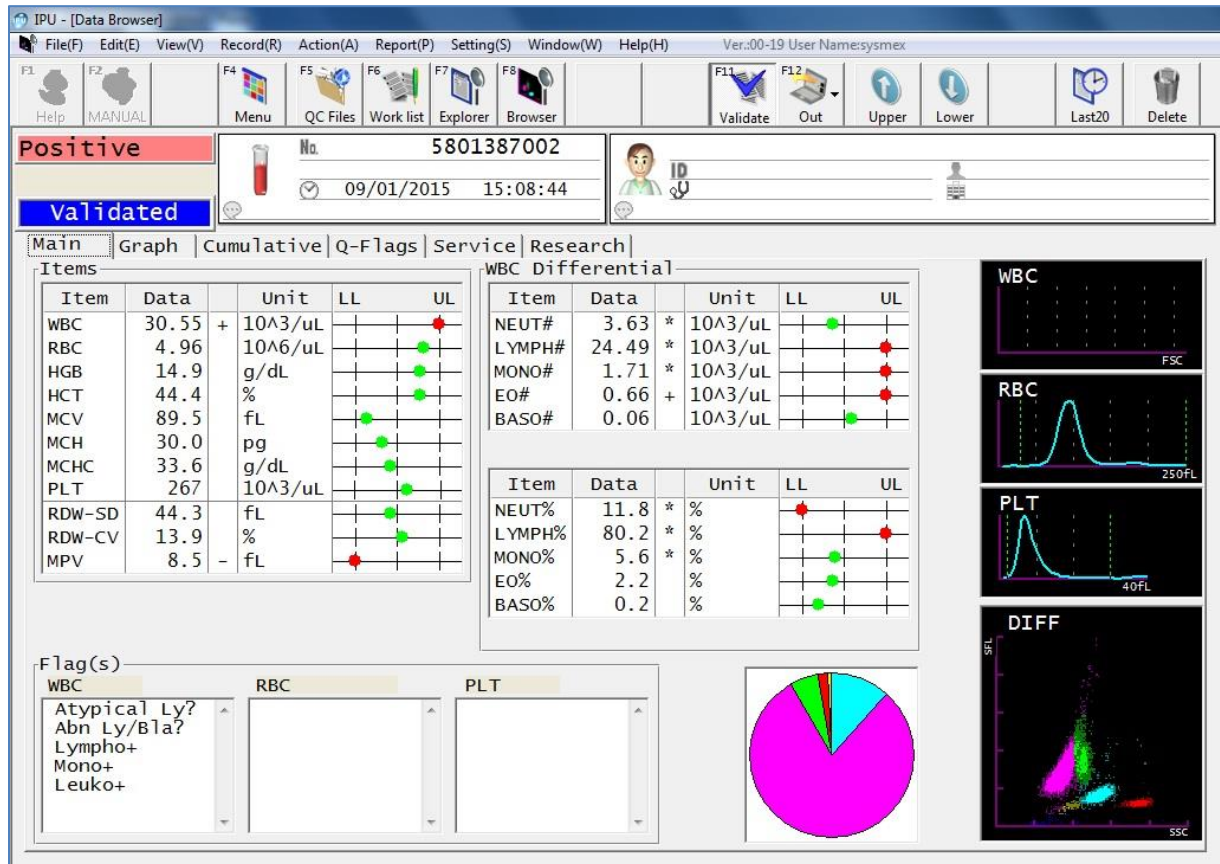 IPU - [Data Browser]
File(F) Edit(E) View(V) Record(R) Action(A) Report(P) Setting(S) Window(W) Help(H) Ver.:00-19 User Name:sysmex
F1 F2 F4 F5 F6 F7 F8 F11 F12
Help MANUAL Menu QC Files Work list Explorer Browser Validate Out Upper Lower Last20 Delete
Positive
No. 5801387002
ID
09/01/2015 15:08:44
Validated
Main Graph Cumulative Q-Flags Service Research
Items
Item Data Unit LL UL
WBC 30.55 + 10^3/uL
RBC 4.96 10^6/uL
HGB 14.9 g/dL
HCT 44.4 %
MCV 89.5 fL
MCH 30.0 pg
MCHC 33.6 g/dL
PLT 267 10^3/uL
RDW-SD 44.3 fL
RDW-CV 13.9 %
MPV 8.5 - fL
WBC Differential
Item Data Unit LL UL
NEUT# 3.63 * 10^3/uL
LYMPH# 24.49 * 10^3/uL
MONO# 1.71 * 10^3/uL
EO# 0.66 + 10^3/uL
BASO# 0.06 10^3/uL
Item Data Unit LL UL
NEUT% 11.8 * %
LYMPH% 80.2 * %
MONO% 5.6 * %
EO% 2.2 %
BASO% 0.2 %
WBC
FSC
RBC
250fL
PLT
40fL
DIFF
SFL
SSC
Flag(s)
WBC RBC PLT
Atypical Ly?
Abn Ly/Bla?
Lympho+
Mono+
Leuko+